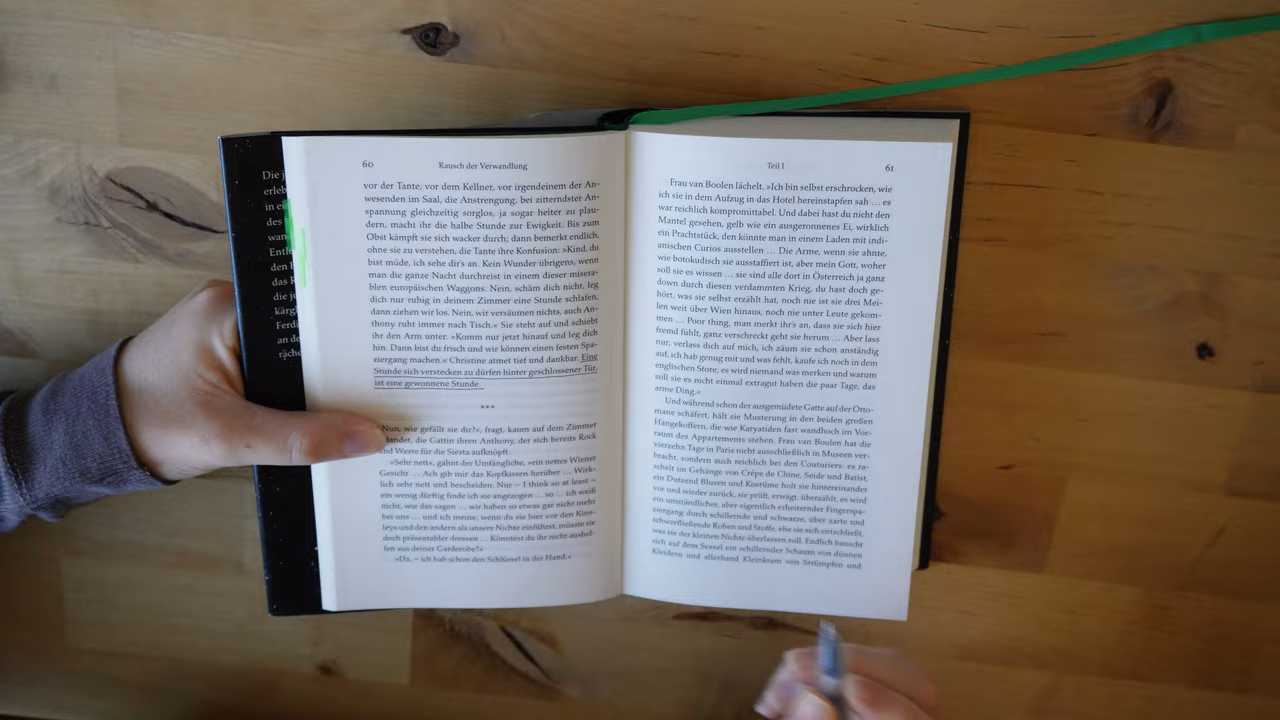 Die j
erleb
in ei
des
wan
Entl
den
das R
die ju
kärg
Ferdi
an de
räche
60
Rausch der Verwandlung
vor der Tante, vor dem Kellner, vor irgendeinem der An-
wesenden im Saal, die Anstrengung, bei zitterndster An-
spannung gleichzeitig sorglos, ja sogar heiter zu plau-
dern, macht ihr die halbe Stunde zur Ewigkeit. Bis zum
Obst kämpft sie sich wacker durch; dann bemerkt endlich,
ohne sie zu verstehen, die Tante ihre Konfusion: »Kind, du
bist müde, ich sehe dir's an. Kein Wunder übrigens, wenn
man die ganze Nacht durchreist in einem dieser misera-
blen europäischen Waggons. Nein, schäm dich nicht, leg
dich nur ruhig in deinem Zimmer eine Stunde schlafen,
dann ziehen wir los. Nein, wir versäumen nichts, auch An-
thony ruht immer nach Tisch.« Sie steht auf und schiebt
ihr den Arm unter. »Komm nur jetzt hinauf und leg dich
hin. Dann bist du frisch und wir können einen festen Spa-
ziergang machen.« Christine atmet tief und dankbar. Eine
Stunde sich verstecken zu dürfen hinter geschlossener Tür,
ist eine gewonnene Stunde.
***
»Nun, wie gefällt sie dir?«, fragt, kaum auf dem Zimmer
landet, die Gattin ihren Anthony, der sich bereits Rock
und Weste für die Siesta aufknöpft.
»Sehr nett«, gähnt der Umfängliche, »ein nettes Wiener
Gesicht … Ach gib mir das Kopfkissen herüber … Wirk-
lich sehr nett und bescheiden. Nur – I think so at least –
ein wenig dürftig finde ich sie angezogen … so … ich weiß
nicht, wie das sagen … wir haben so etwas gar nicht mehr
bei uns … und ich meine, wenn du sie hier vor den Kins-
leys und den andern als unsere Nichte einführst, müsste sie
doch präsentabler dressen … Könntest du ihr nicht aushel-
fen aus deiner Garderobe?«
»Da, – ich hab schon den Schlüssel in der Hand.«
Teil I
61
Frau van Boolen lächelt. »Ich bin selbst erschrocken, wie
ich sie in dem Aufzug in das Hotel hereinstapfen sah … es
war reichlich kompromittabel. Und dabei hast du nicht den
Mantel gesehen, gelb wie ein ausgeronnenes Ei, wirklich
ein Prachtstück, den könnte man in einem Laden mit indi-
anischen Curios ausstellen … Die Arme, wenn sie ahnte,
wie botokudisch sie ausstaffiert ist, aber mein Gott, woher
soll sie es wissen … sie sind alle dort in Österreich ja ganz
down durch diesen verdammten Krieg, du hast doch ge-
hört, was sie selbst erzählt hat, noch nie ist sie drei Mei-
len weit über Wien hinaus, noch nie unter Leute gekom-
men … Poor thing, man merkt ihr's an, dass sie sich hier
fremd fühlt, ganz verschreckt geht sie herum … Aber lass
nur, verlass dich auf mich, ich zäum sie schon anständig
auf, ich hab genug mit und was fehlt, kaufe ich noch in dem
englischen Store; es wird niemand was merken und warum
soll sie es nicht einmal extragut haben die paar Tage, das
arme Ding.«
Und während schon der ausgemüdete Gatte auf der Otto-
mane schäfert, hält sie Musterung in den beiden großen
Hängekoffern, die wie Karyatiden fast wandhoch im Vor-
raum des Appartements stehen. Frau van Boolen hat die
vierzehn Tage in Paris nicht ausschließlich in Museen ver-
bracht, sondern auch reichlich bei den Couturiers: es ra-
schelt im Gehänge von Crêpe de Chine, Seide und Batist,
ein Dutzend Blusen und Kostüme holt sie hintereinander
vor und wieder zurück, sie prüft, erwägt, überzählt, es wird
ein umständlicher, aber eigentlich erheiternder Fingerspa-
ziergang durch schillernde und schwarze, über zarte und
schwerfließende Roben und Stoffe, ehe sie sich entschließt,
was sie der kleinen Nichte überlassen soll. Endlich bauscht
sich auf dem Sessel ein schillernder Schaum von dünnen
Kleidern und allerhand Kleinkram von Strümpfen und